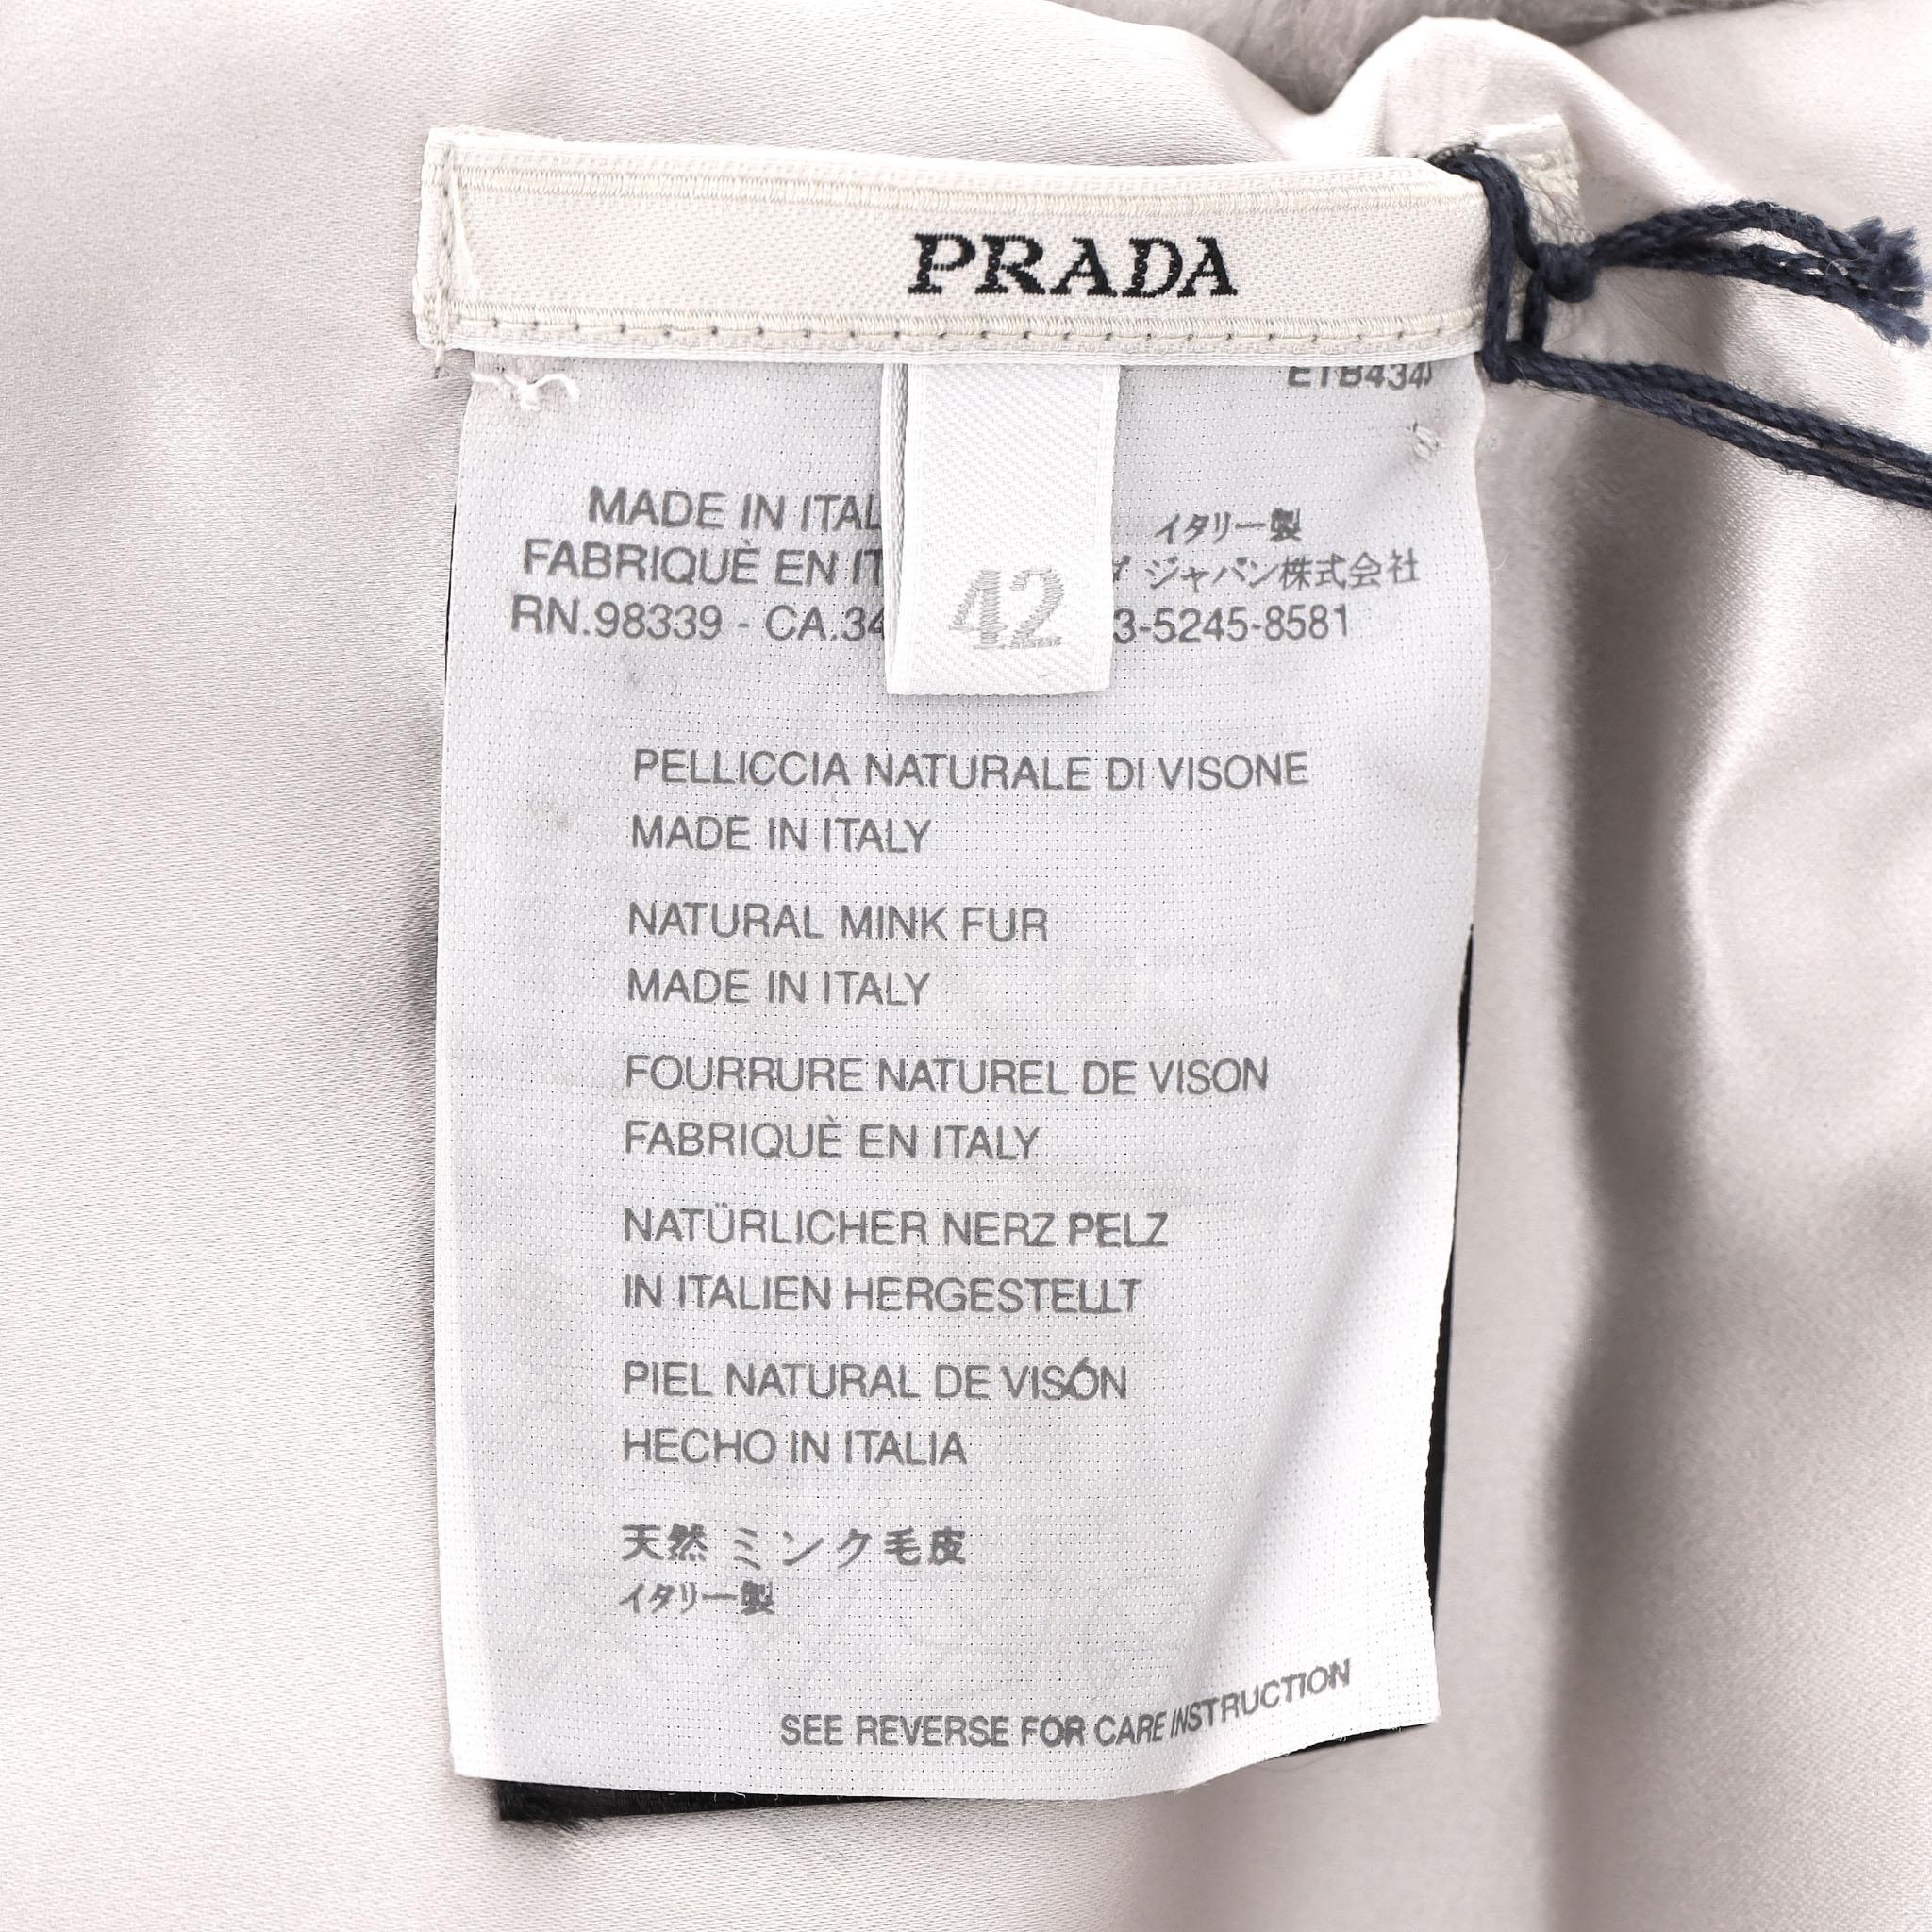 PRADA
ETB434
MADE IN ITAL
イタリー製
FABRIQUÈ EN IT
ジャパン株式会社
RN.98339 - CA.34
42
3-5245-8581
PELLICCIA NATURALE DI VISONE
MADE IN ITALY
NATURAL MINK FUR
MADE IN ITALY
FOURRURE NATUREL DE VISON
FABRIQUÈ EN ITALY
NATÜRLICHER NERZ PELZ
IN ITALIEN HERGESTELLT
PIEL NATURAL DE VISÓN
HECHO IN ITALIA
天然 ミンク毛皮
イタリー製
SEE REVERSE FOR CARE INSTRUCTION